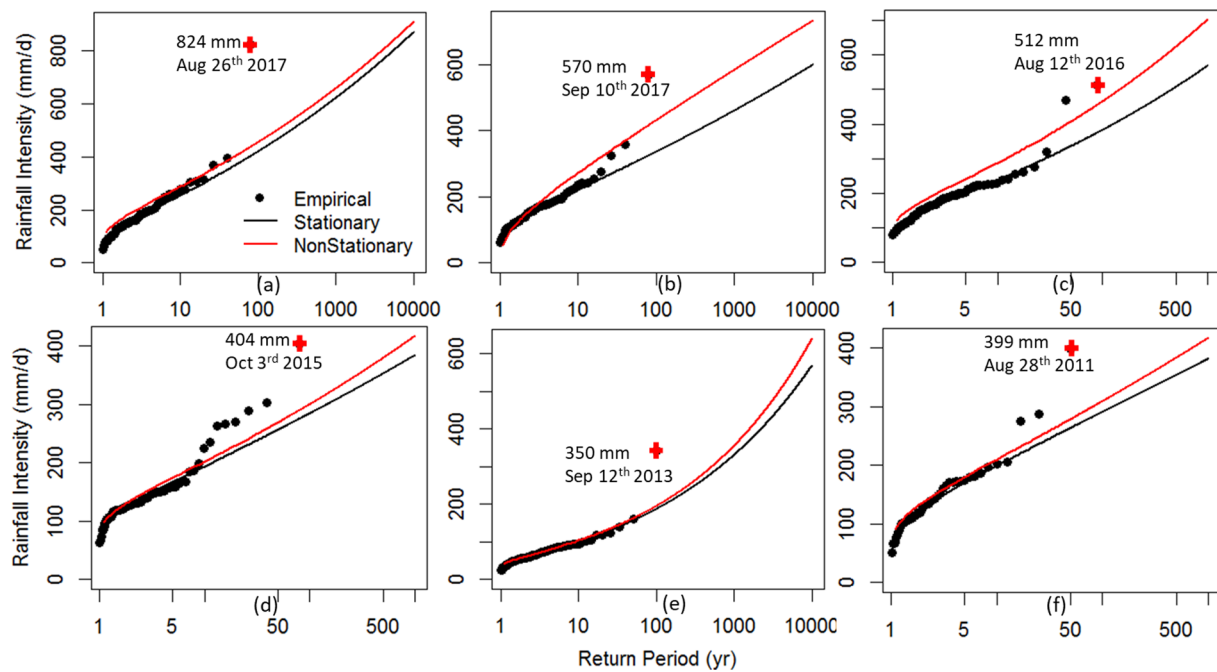 Rainfall Intensity (mm/d)
800
600
400
200
0
824 mm
Aug 26th 2017
Empirical
Stationary
NonStationary
1
10
100
1000
10000
(a)
600
400
200
0
570 mm
Sep 10th 2017
1
10
100
1000
10000
(b)
600
400
300
200
100
0
512 mm
Aug 12th 2016
1
5
50
500
(c)
Rainfall Intensity (mm/d)
400
300
200
100
0
404 mm
Oct 3rd 2015
1
5
50
500
(d)
600
400
200
0
350 mm
Sep 12th 2013
1
10
100
1000
10000
(e)
400
300
200
100
0
399 mm
Aug 28th 2011
1
5
50
500
(f)
Return Period (yr)